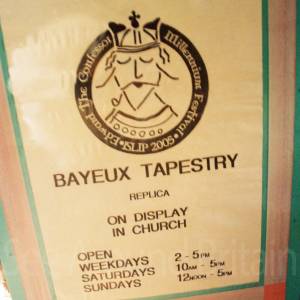 Edward The Confessor Millennium Festival • ISLIP 2005 •
BAYEUX TAPESTRY
REPLICA
ON DISPLAY
IN CHURCH
OPEN
WEEKDAYS 2 - 5PM
SATURDAYS 10AM - 5PM
SUNDAYS 12NOON - 5PM